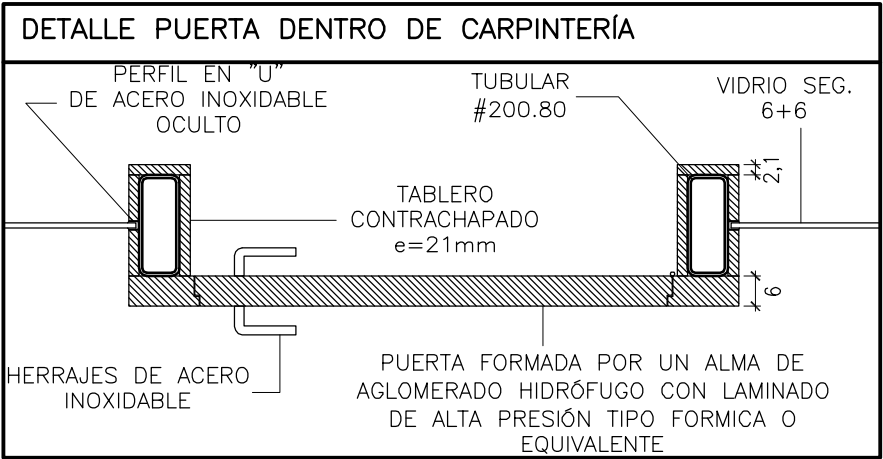 DETALLE PUERTA DENTRO DE CARPINTERÍA
PERFIL EN "U"
DE ACERO INOXIDABLE
OCULTO
TUBULAR
#200.80
VIDRIO SEG.
6+6
2,1
TABLERO
CONTRACHAPADO
e=21mm
6
HERRAJES DE ACERO
INOXIDABLE
PUERTA FORMADA POR UN ALMA DE
AGLOMERADO HIDRÓFUGO CON LAMINADO
DE ALTA PRESIÓN TIPO FORMICA O
EQUIVALENTE